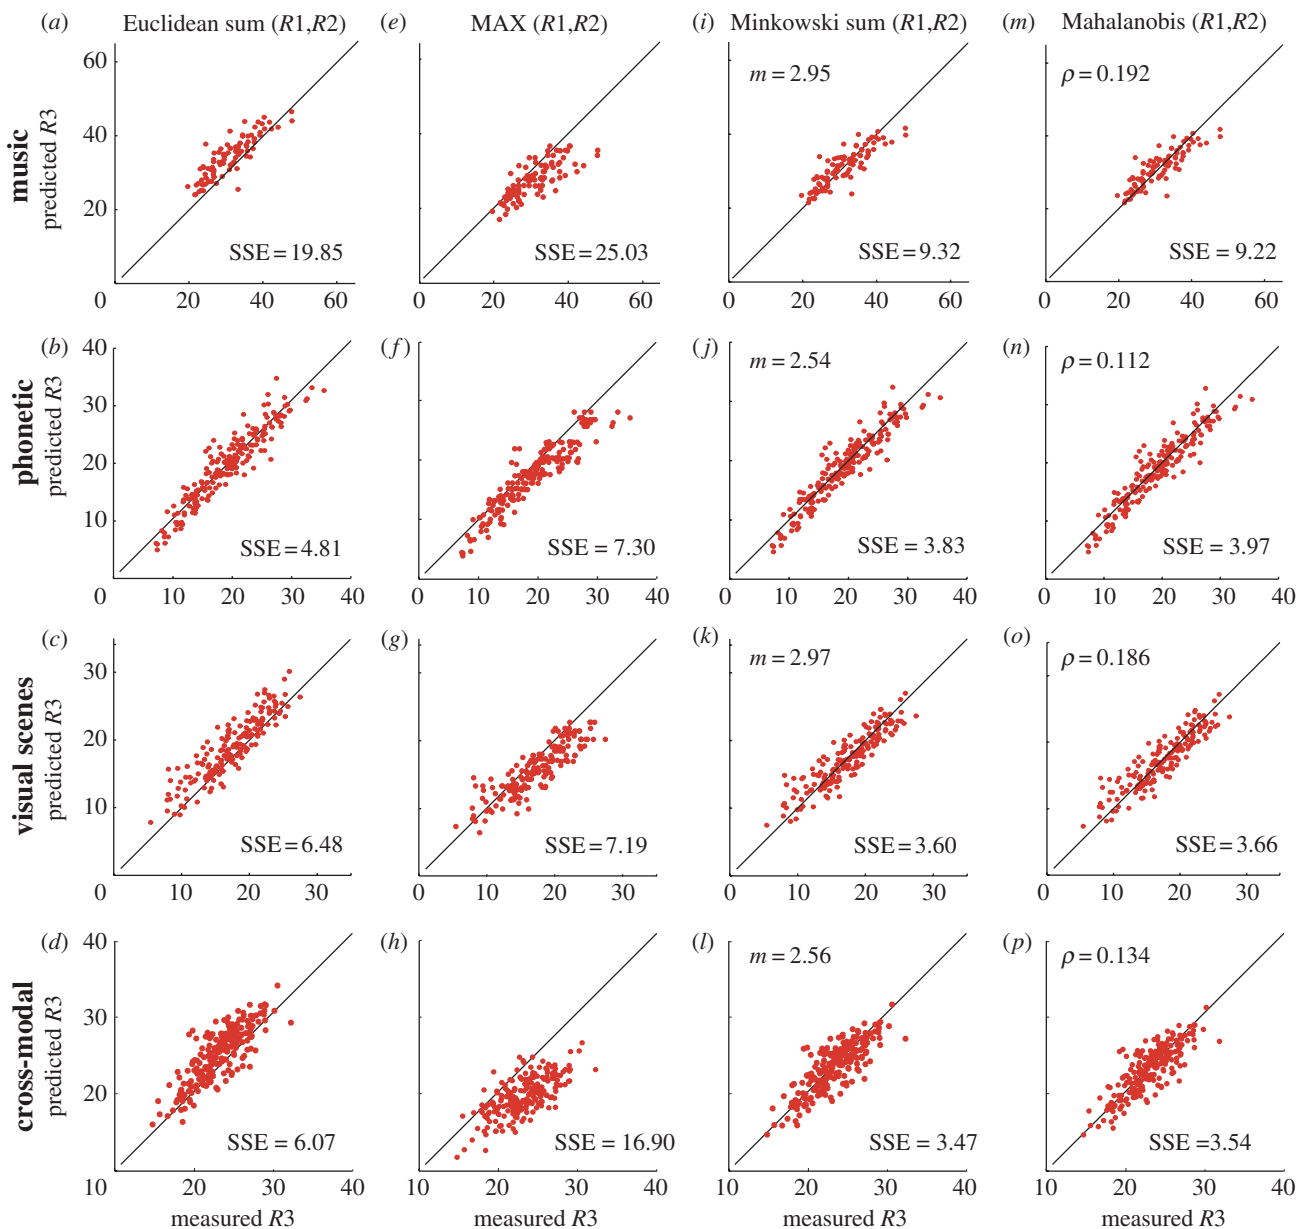 (a) Euclidean sum (R1,R2) (e) MAX (R1,R2) (i) Minkowski sum (R1,R2) (m) Mahalanobis (R1,R2)
music
predicted R3
60
40
20
0 20 40 60
SSE = 19.85
20 40 60
SSE = 25.03
m = 2.95
0 20 40 60
SSE = 9.32
ρ = 0.192
0 20 40 60
SSE = 9.22
phonetic
predicted R3
(b)
40
30
20
10
0 10 20 30 40
SSE = 4.81
(f)
0 10 20 30 40
SSE = 7.30
(j)
m = 2.54
0 10 20 30 40
SSE = 3.83
(n)
ρ = 0.112
0 10 20 30 40
SSE = 3.97
visual scenes
predicted R3
(c)
30
20
10
0 10 20 30
SSE = 6.48
(g)
0 10 20 30
SSE = 7.19
(k)
m = 2.97
0 10 20 30
SSE = 3.60
(o)
ρ = 0.186
0 10 20 30
SSE = 3.66
cross-modal
predicted R3
(d)
40
30
20
10 20 30 40
SSE = 6.07
measured R3
(h)
10 20 30 40
SSE = 16.90
measured R3
(l)
m = 2.56
10 20 30 40
SSE = 3.47
measured R3
(p)
ρ = 0.134
10 20 30 40
SSE = 3.54
measured R3